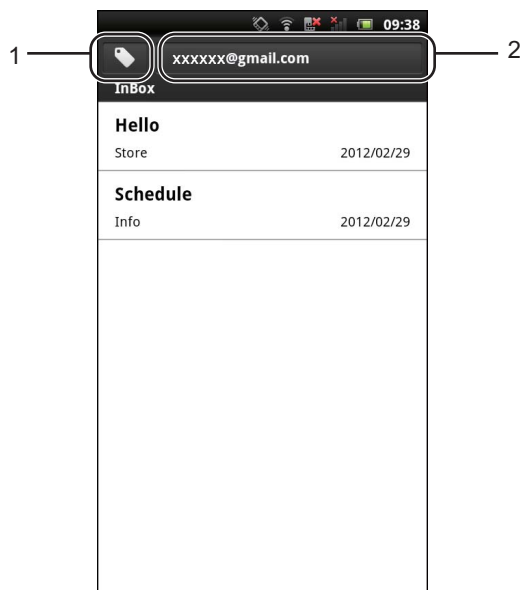 09:38
1
xxxxxx@gmail.com
2
InBox
Hello
Store 2012/02/29
Schedule
Info 2012/02/29